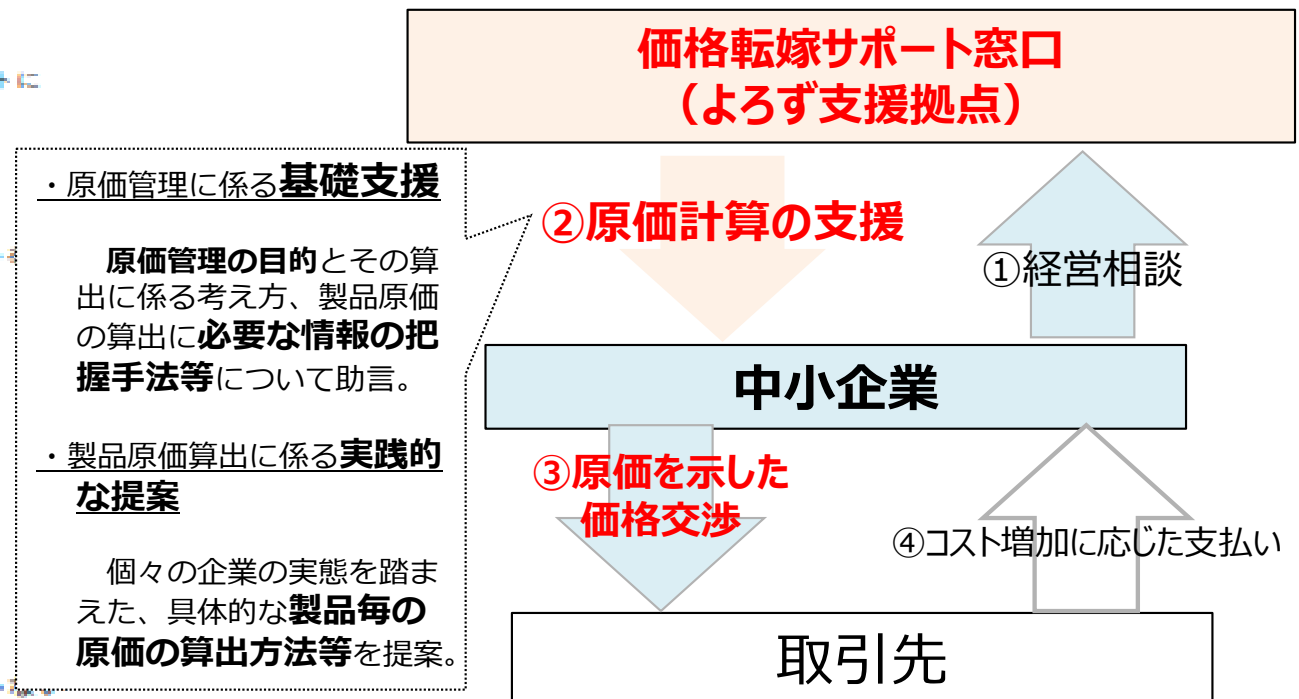 価格転嫁サポート窓口
（よろず支援拠点）
・原価管理に係る基礎支援
原価管理の目的とその算
出に係る考え方、製品原価
の算出に必要な情報の把
握手法等について助言。
・製品原価算出に係る実践的
な提案
個々の企業の実態を踏ま
えた、具体的な製品毎の
原価の算出方法等を提案。
②原価計算の支援
①経営相談
中小企業
③原価を示した
価格交渉
④コスト増加に応じた支払い
取引先